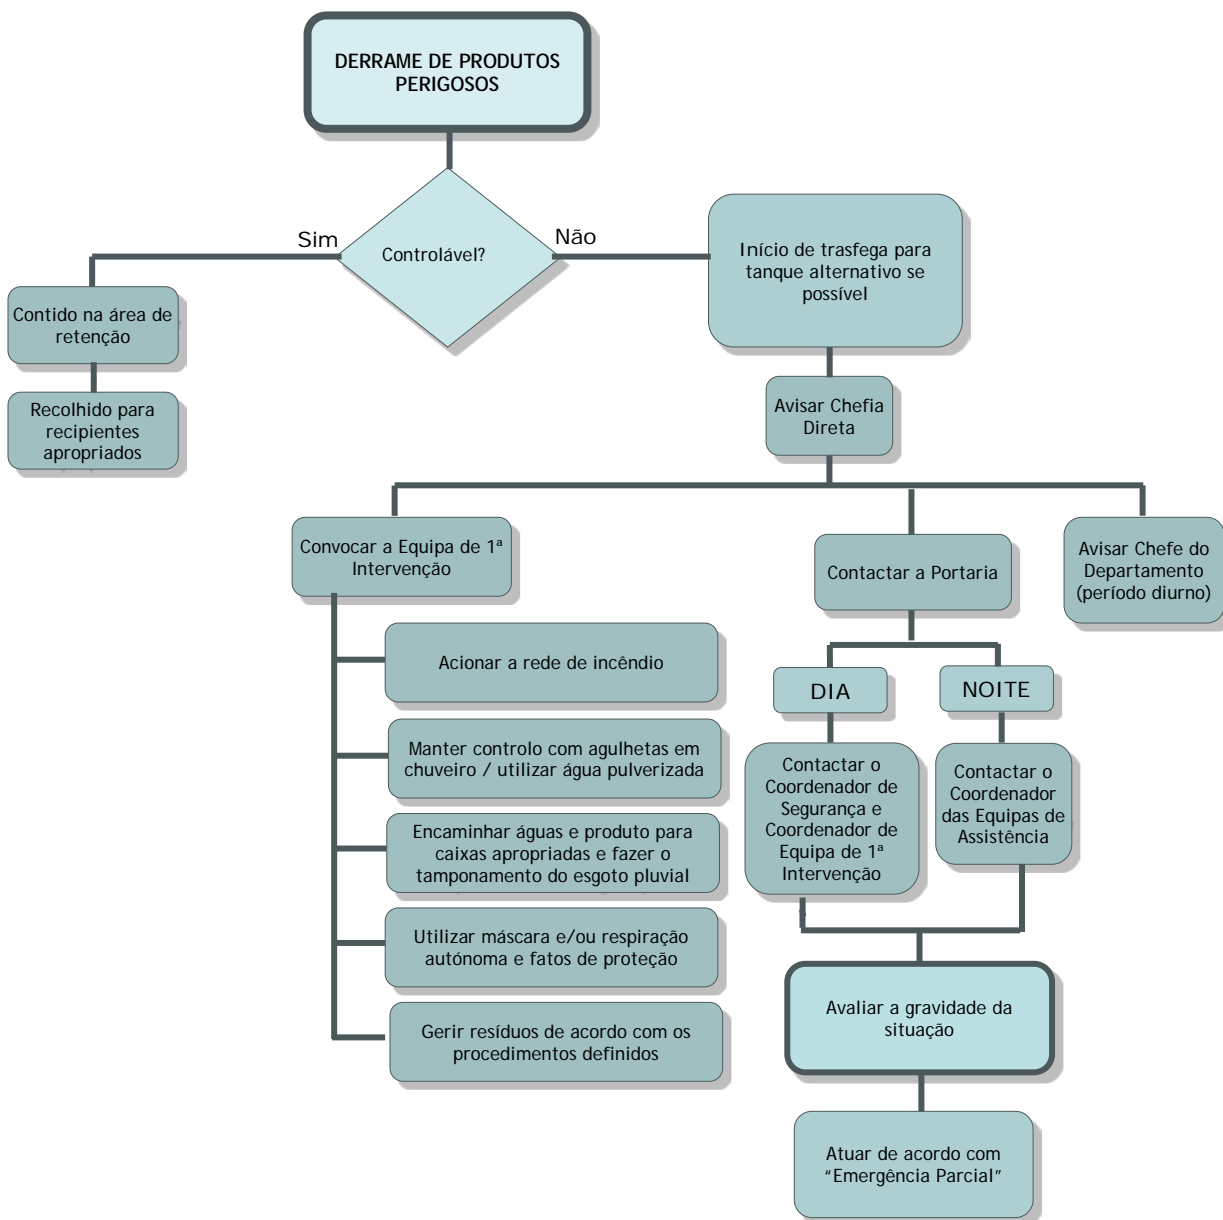 DERRAME DE PRODUTOS
PERIGOSOS
Controlável?
Sim
Não
Contido na área de
retenção
Recolhido para
recipientes
apropriados
Início de trasfega para
tanque alternativo se
possível
Avisar Chefia
Direta
Convocar a Equipa de 1ª
Intervenção
Acionar a rede de incêndio
Manter controlo com agulhetas em
chuveiro / utilizar água pulverizada
Encaminhar águas e produto para
caixas apropriadas e fazer o
tamponamento do esgoto pluvial
Utilizar máscara e/ou respiração
autónoma e fatos de proteção
Gerir resíduos de acordo com os
procedimentos definidos
Contactar a Portaria
DIA
Contactar o
Coordenador de
Segurança e
Coordenador de
Equipa de 1ª
Intervenção
NOITE
Contactar o
Coordenador
das Equipas de
Assistência
Avisar Chefe do
Departamento
(período diurno)
Avaliar a gravidade da
situação
Atuar de acordo com
“Emergência Parcial”